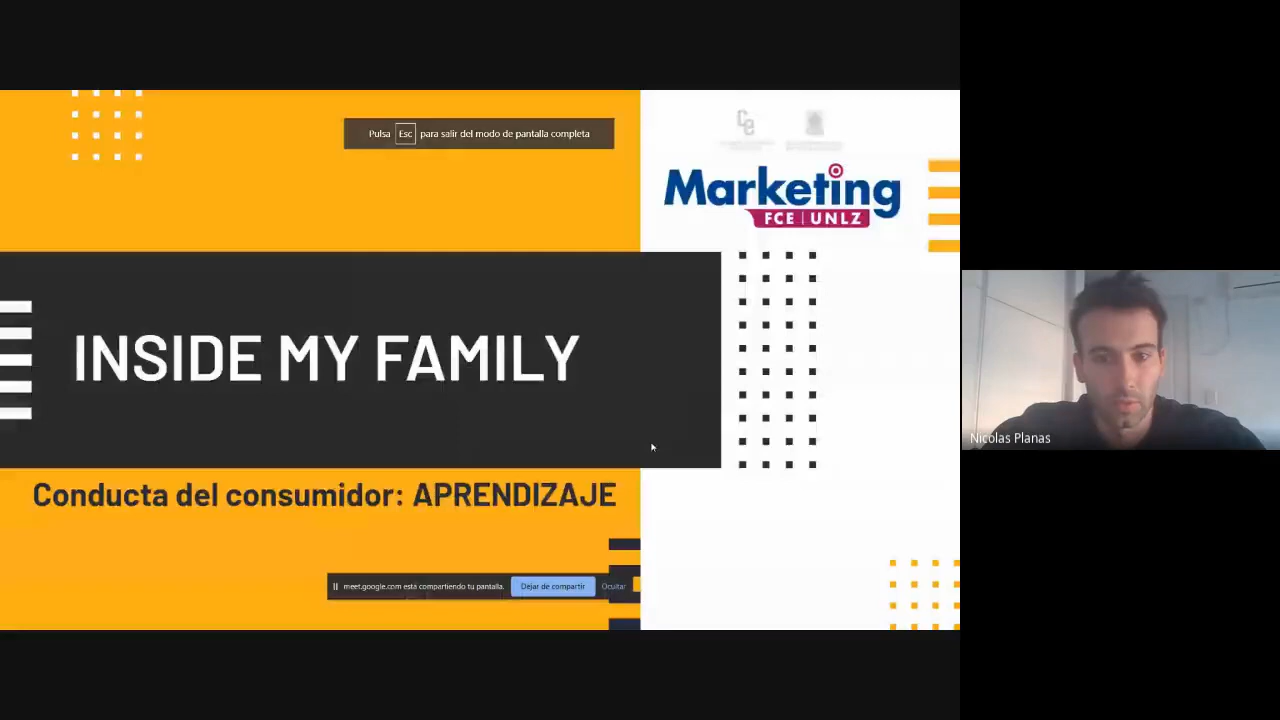 Pulsa Esc para salir del modo de pantalla completa
Ce
Marketing
FCE | UNLZ
INSIDE MY FAMILY
Nicolas Planas
Conducta del consumidor: APRENDIZAJE
meet.google.com está compartiendo tu pantalla.
Dejar de compartir
Ocultar